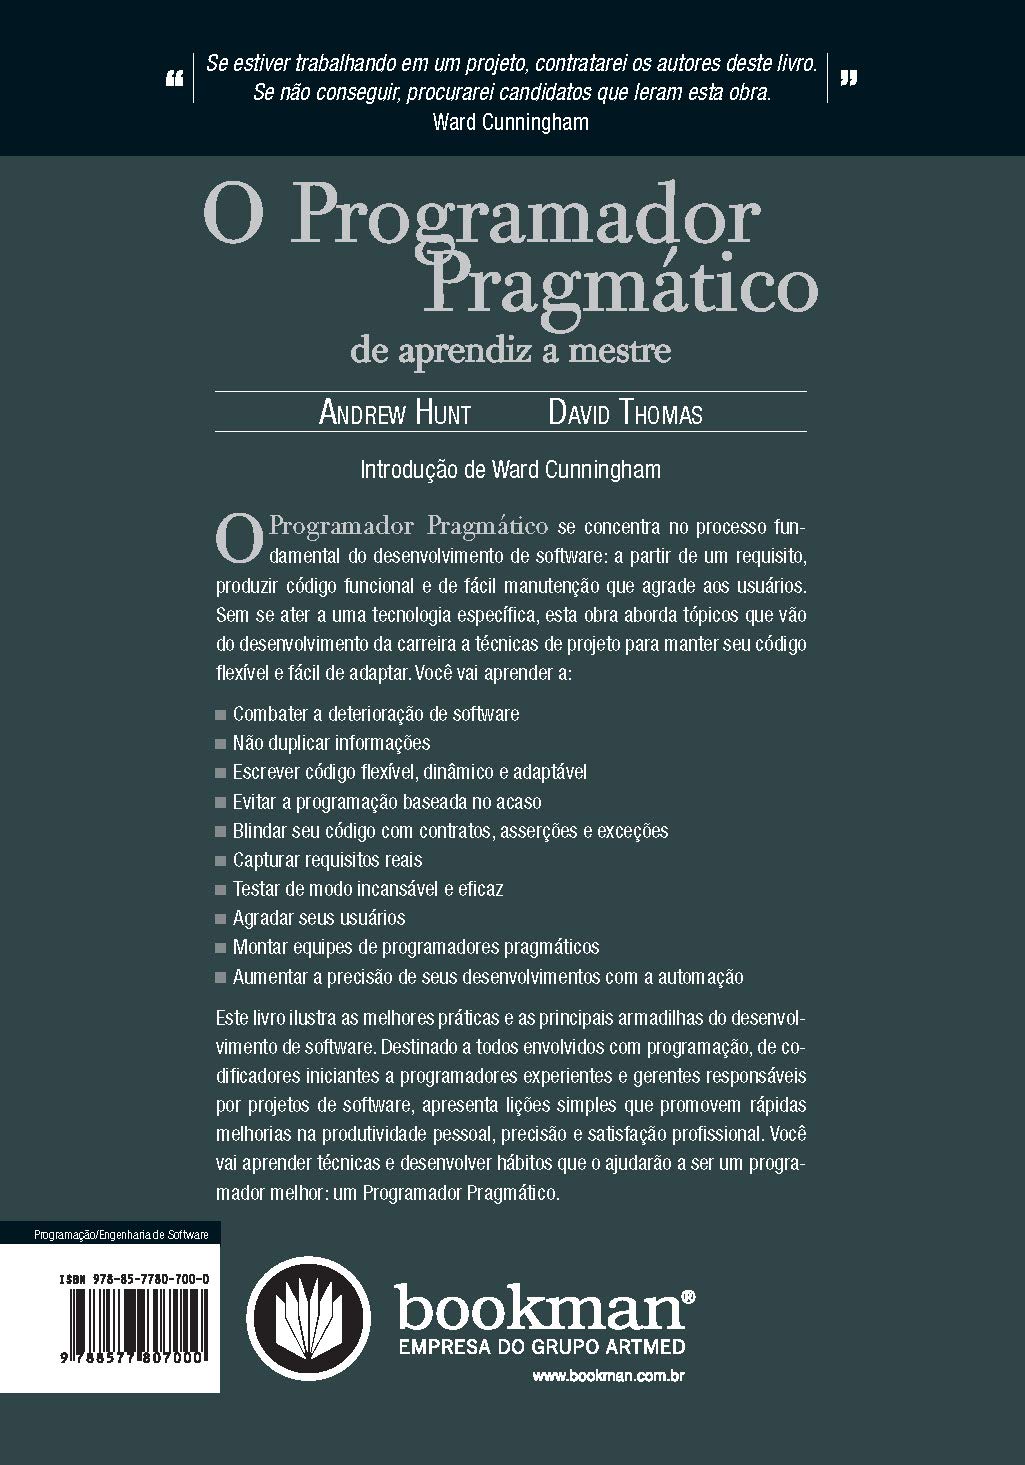 “ Se estiver trabalhando em um projeto, contratarei os autores deste livro.
Se não conseguir, procurarei candidatos que leram esta obra. ”
Ward Cunningham
O Programador
Pragmático
de aprendiz a mestre
ANDREW HUNT DAVID THOMAS
Introdução de Ward Cunningham
O Programador Pragmático se concentra no processo fun-
damental do desenvolvimento de software: a partir de um requisito,
produzir código funcional e de fácil manutenção que agrade aos usuários.
Sem se ater a uma tecnologia específica, esta obra aborda tópicos que vão
do desenvolvimento da carreira a técnicas de projeto para manter seu código
flexível e fácil de adaptar. Você vai aprender a:
■ Combater a deterioração de software
■ Não duplicar informações
■ Escrever código flexível, dinâmico e adaptável
■ Evitar a programação baseada no acaso
■ Blindar seu código com contratos, asserções e exceções
■ Capturar requisitos reais
■ Testar de modo incansável e eficaz
■ Agradar seus usuários
■ Montar equipes de programadores pragmáticos
■ Aumentar a precisão de seus desenvolvimentos com a automação
Este livro ilustra as melhores práticas e as principais armadilhas do desenvol-
vimento de software. Destinado a todos envolvidos com programação, de co-
dificadores iniciantes a programadores experientes e gerentes responsáveis
por projetos de software, apresenta lições simples que promovem rápidas
melhorias na produtividade pessoal, precisão e satisfação profissional. Você
vai aprender técnicas e desenvolver hábitos que o ajudarão a ser um progra-
mador melhor: um Programador Pragmático.
Programação/Engenharia de Software
ISBN 978-85-7780-700-0
9 788577 807000
bookman®
EMPRESA DO GRUPO ARTMED
www.bookman.com.br